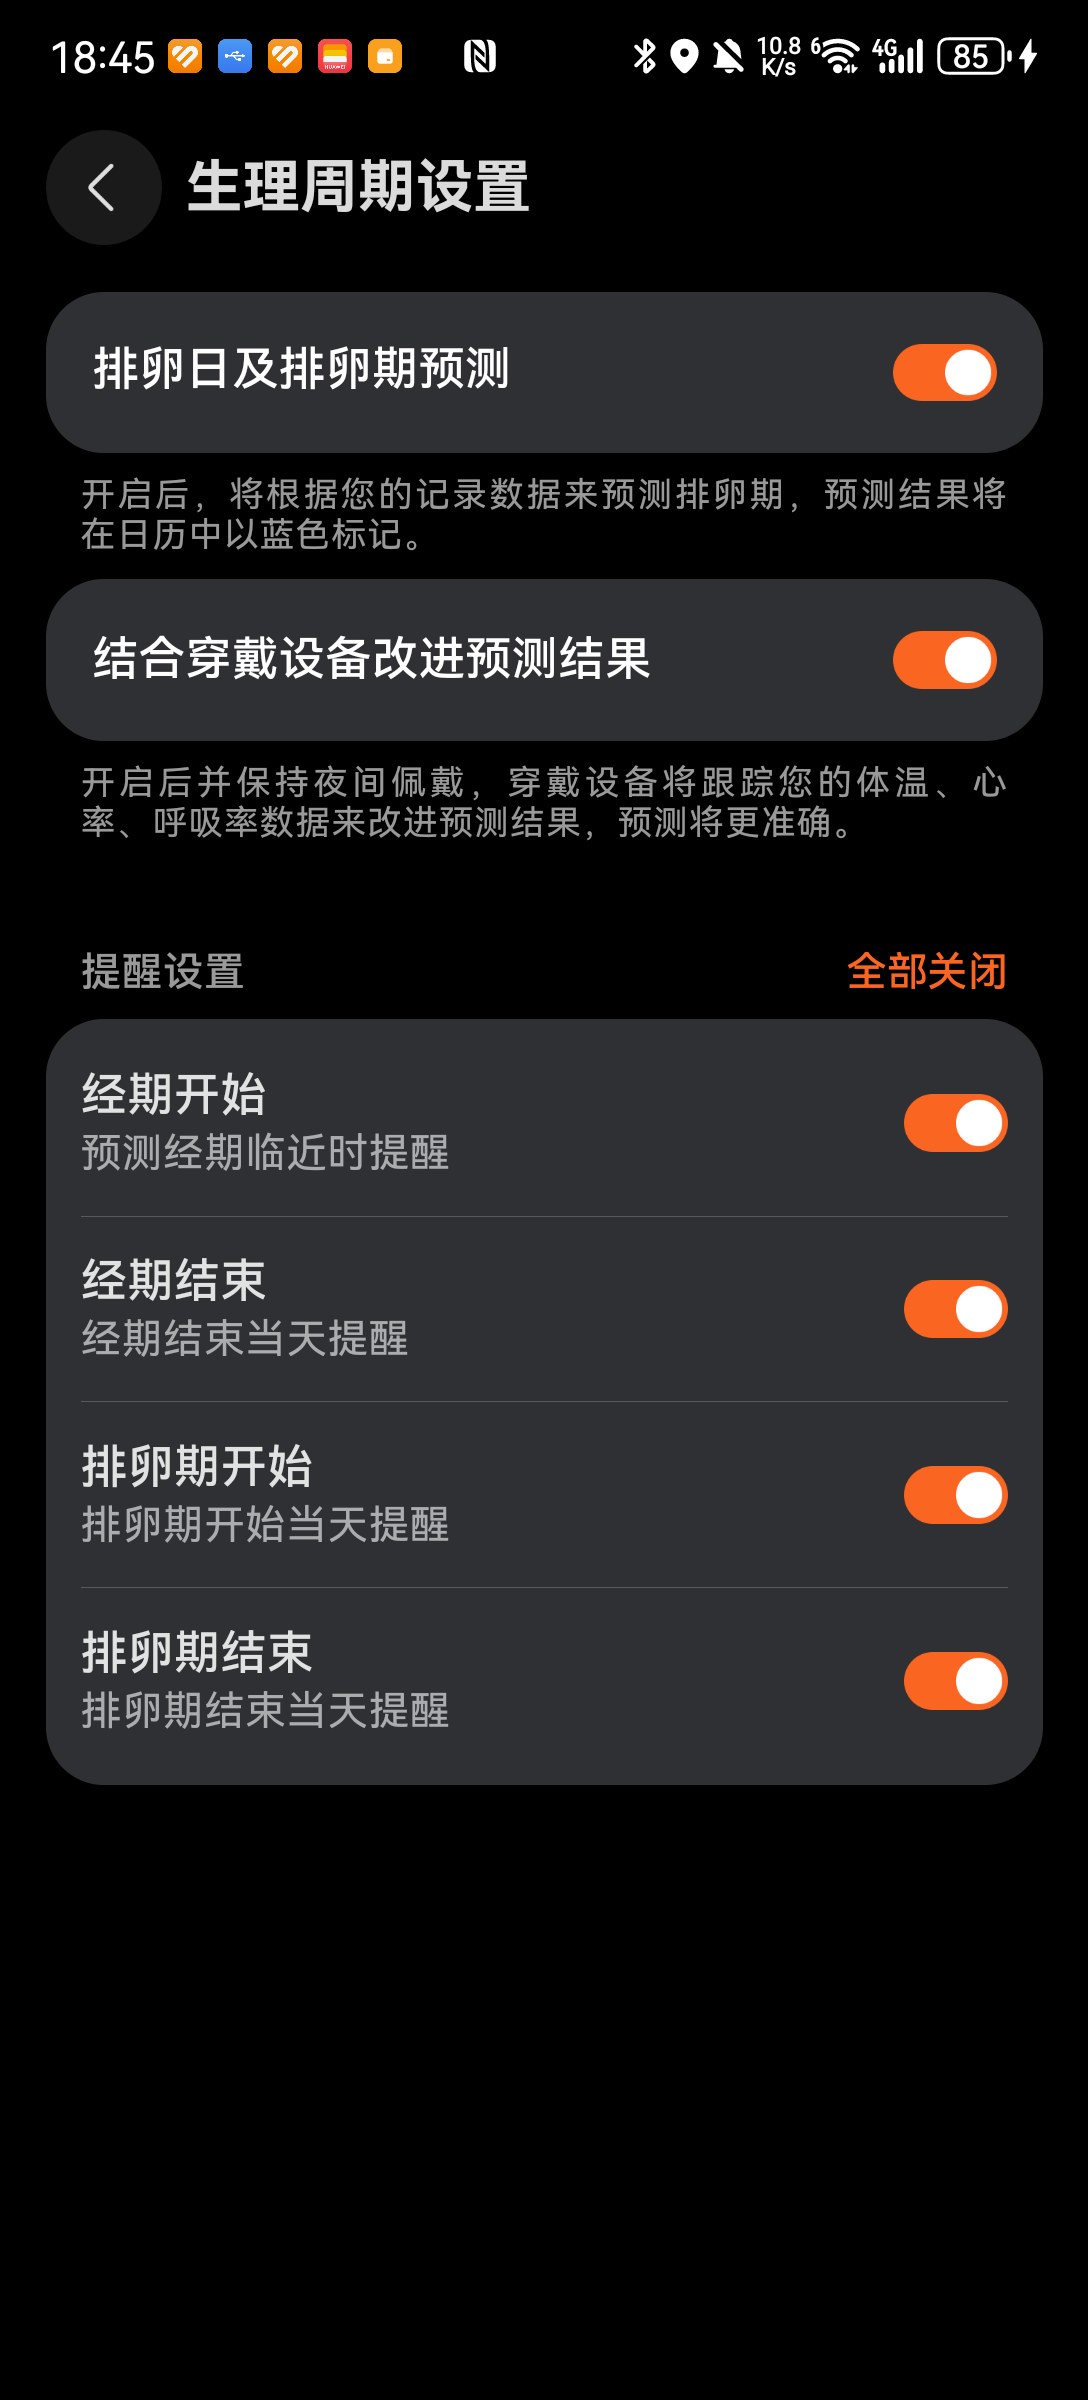 18:45
10.8
K/s
6
4G
85
生理周期设置
排卵日及排卵期预测
开启后，将根据您的记录数据来预测排卵期，预测结果将
在日历中以蓝色标记。
结合穿戴设备改进预测结果
开启后并保持夜间佩戴，穿戴设备将跟踪您的体温、心
率、呼吸率数据来改进预测结果，预测将更准确。
提醒设置
全部关闭
经期开始
预测经期临近时提醒
经期结束
经期结束当天提醒
排卵期开始
排卵期开始当天提醒
排卵期结束
排卵期结束当天提醒